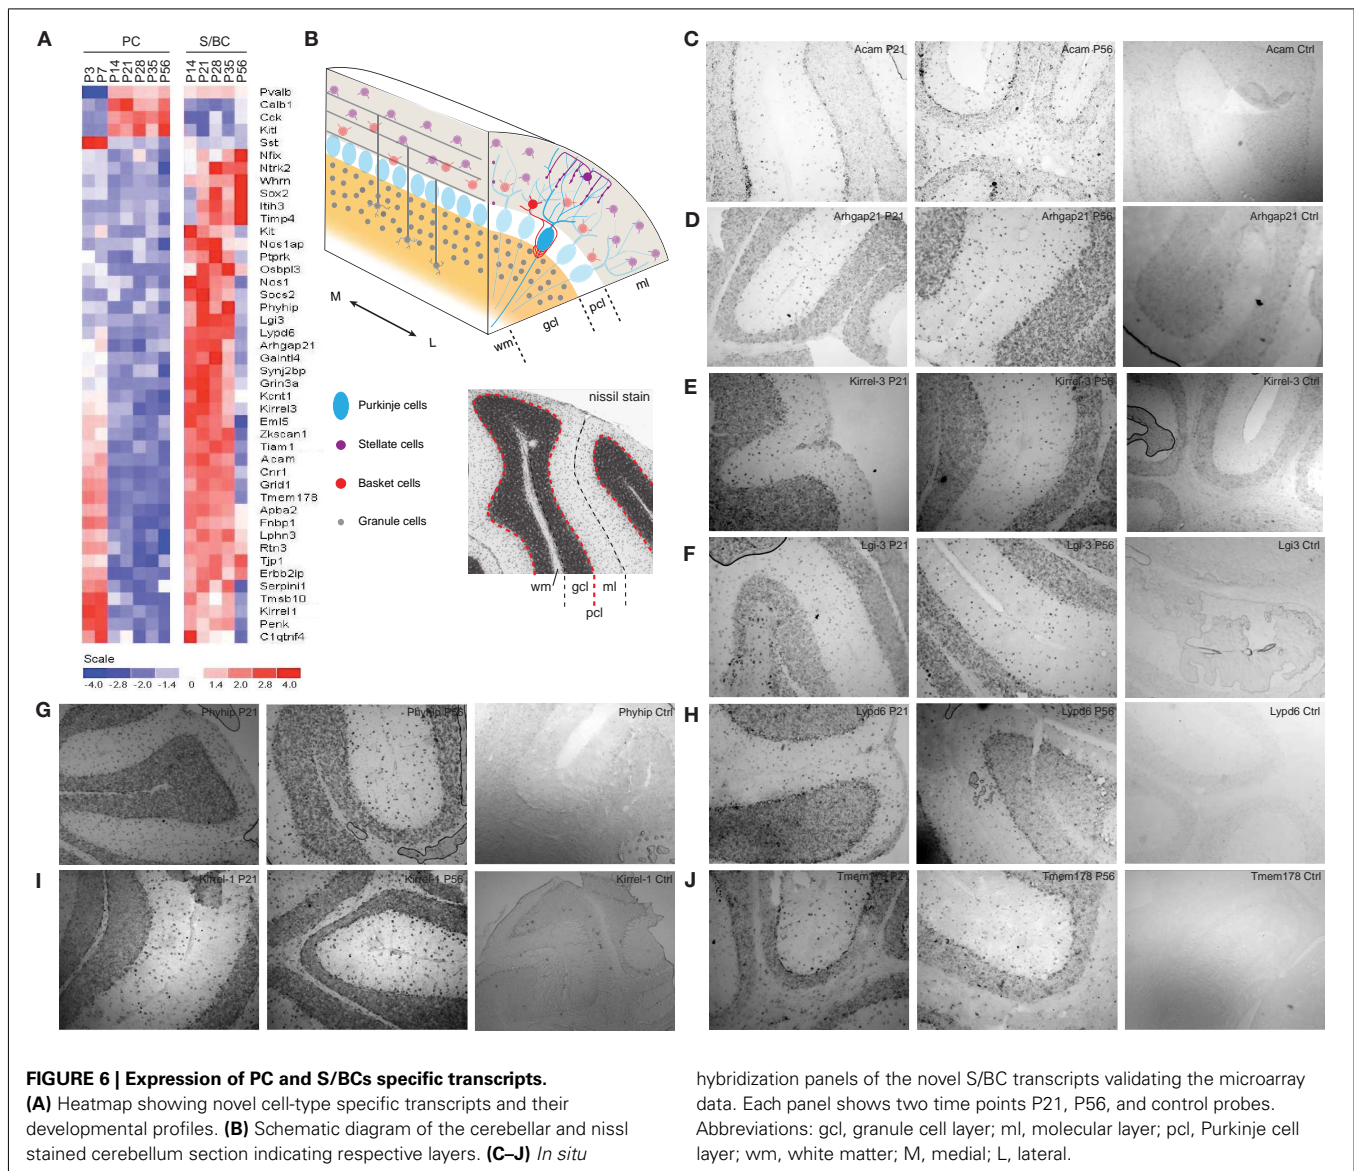 A
PC
S/BC
P3
P7
P14
P21
P28
P35
P56
P14
P21
P28
P35
P56
Pvalb
Calb1
Cck
Kitl
Sst
Nfix
Ntrk2
Whrn
Sox2
Itih3
Timp4
Kit
Nos1ap
Ptprk
Osbpl3
Nos1
Socs2
Phyhip
Lgi3
Lypd6
Arhgap21
Galntl4
Synj2bp
Grin3a
Kcnt1
Kirrel3
Eml5
Zkscan1
Tiam1
Acam
Cnr1
Grid1
Tmem178
Apba2
Fnbp1
Lphn3
Rtn3
Tjp1
Erbb2ip
Serpini1
Tmsb10
Kirrel1
Penk
C1qtnf4
Scale
-4.0 -2.8 -2.0 -1.4 0 1.4 2.0 2.8 4.0
B
M
L
wm
gcl
pcl
ml
Purkinje cells
Stellate cells
Basket cells
Granule cells
nissil stain
wm
gcl
ml
pcl
C
Acam P21
Acam P56
Acam Ctrl
D
Arhgap21 P21
Arhgap21 P56
Arhgap21 Ctrl
E
Kirrel-3 P21
Kirrel-3 P56
Kirrel-3 Ctrl
F
Lgi-3 P21
Lgi-3 P56
Lgi3 Ctrl
G
Phyhip P21
Phyhip P56
Phyhip Ctrl
H
Lypd6 P21
Lypd6 P56
Lypd6 Ctrl
I
Kirrel-1 P21
Kirrel-1 P56
Kirrel-1 Ctrl
J
Tmem178 P21
Tmem178 P56
Tmem178 Ctrl
FIGURE 6 | Expression of PC and S/BCs specific transcripts.
(A) Heatmap showing novel cell-type specific transcripts and their
developmental profiles. (B) Schematic diagram of the cerebellar and nissl
stained cerebellum section indicating respective layers. (C–J) In situ
hybridization panels of the novel S/BC transcripts validating the microarray
data. Each panel shows two time points P21, P56, and control probes.
Abbreviations: gcl, granule cell layer; ml, molecular layer; pcl, Purkinje cell
layer; wm, white matter; M, medial; L, lateral.